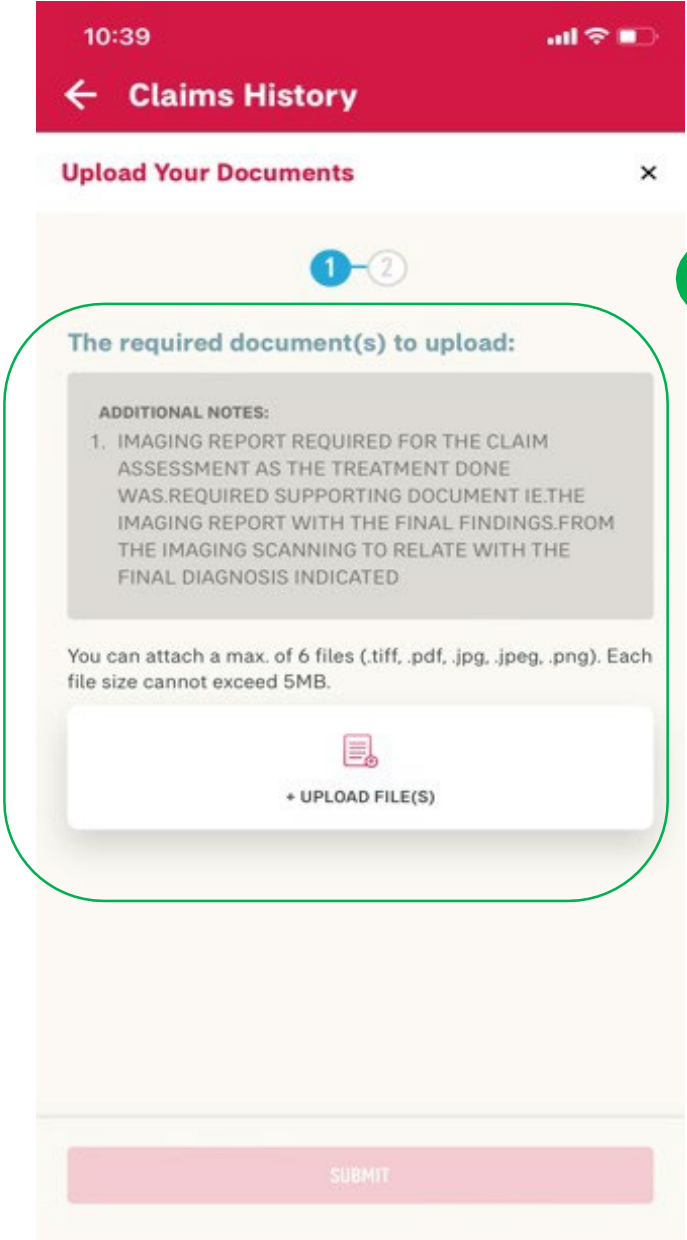 10:39
Claims History
Upload Your Documents
1
2
The required document(s) to upload:
ADDITIONAL NOTES:
1. IMAGING REPORT REQUIRED FOR THE CLAIM
ASSESSMENT AS THE TREATMENT DONE
WAS.REQUIRED SUPPORTING DOCUMENT IE.THE
IMAGING REPORT WITH THE FINAL FINDINGS.FROM
THE IMAGING SCANNING TO RELATE WITH THE
FINAL DIAGNOSIS INDICATED
You can attach a max. of 6 files (.tiff, .pdf, .jpg, .jpeg, .png). Each
file size cannot exceed 5MB.
+ UPLOAD FILE(S)
SUBMIT